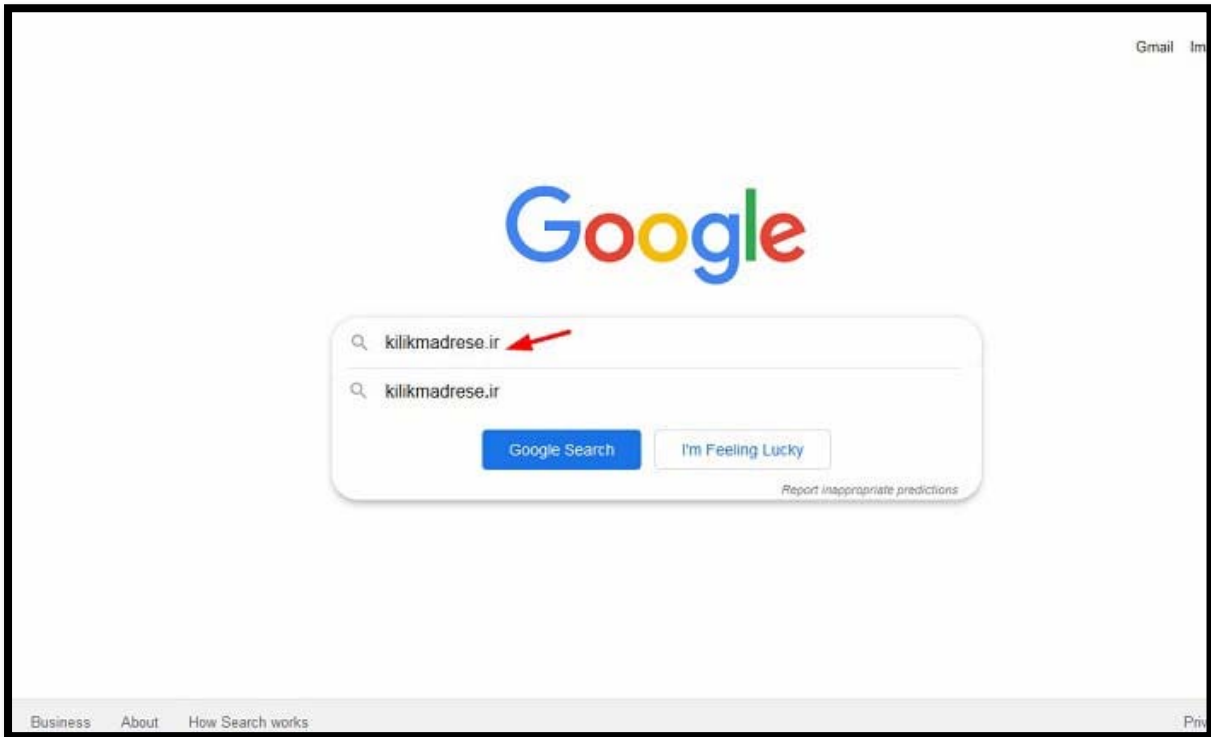 Gmail Im
Google
kilikmadrese.ir
kilikmadrese.ir
Google Search I'm Feeling Lucky
Report inappropriate predictions
Business About How Search works Priv